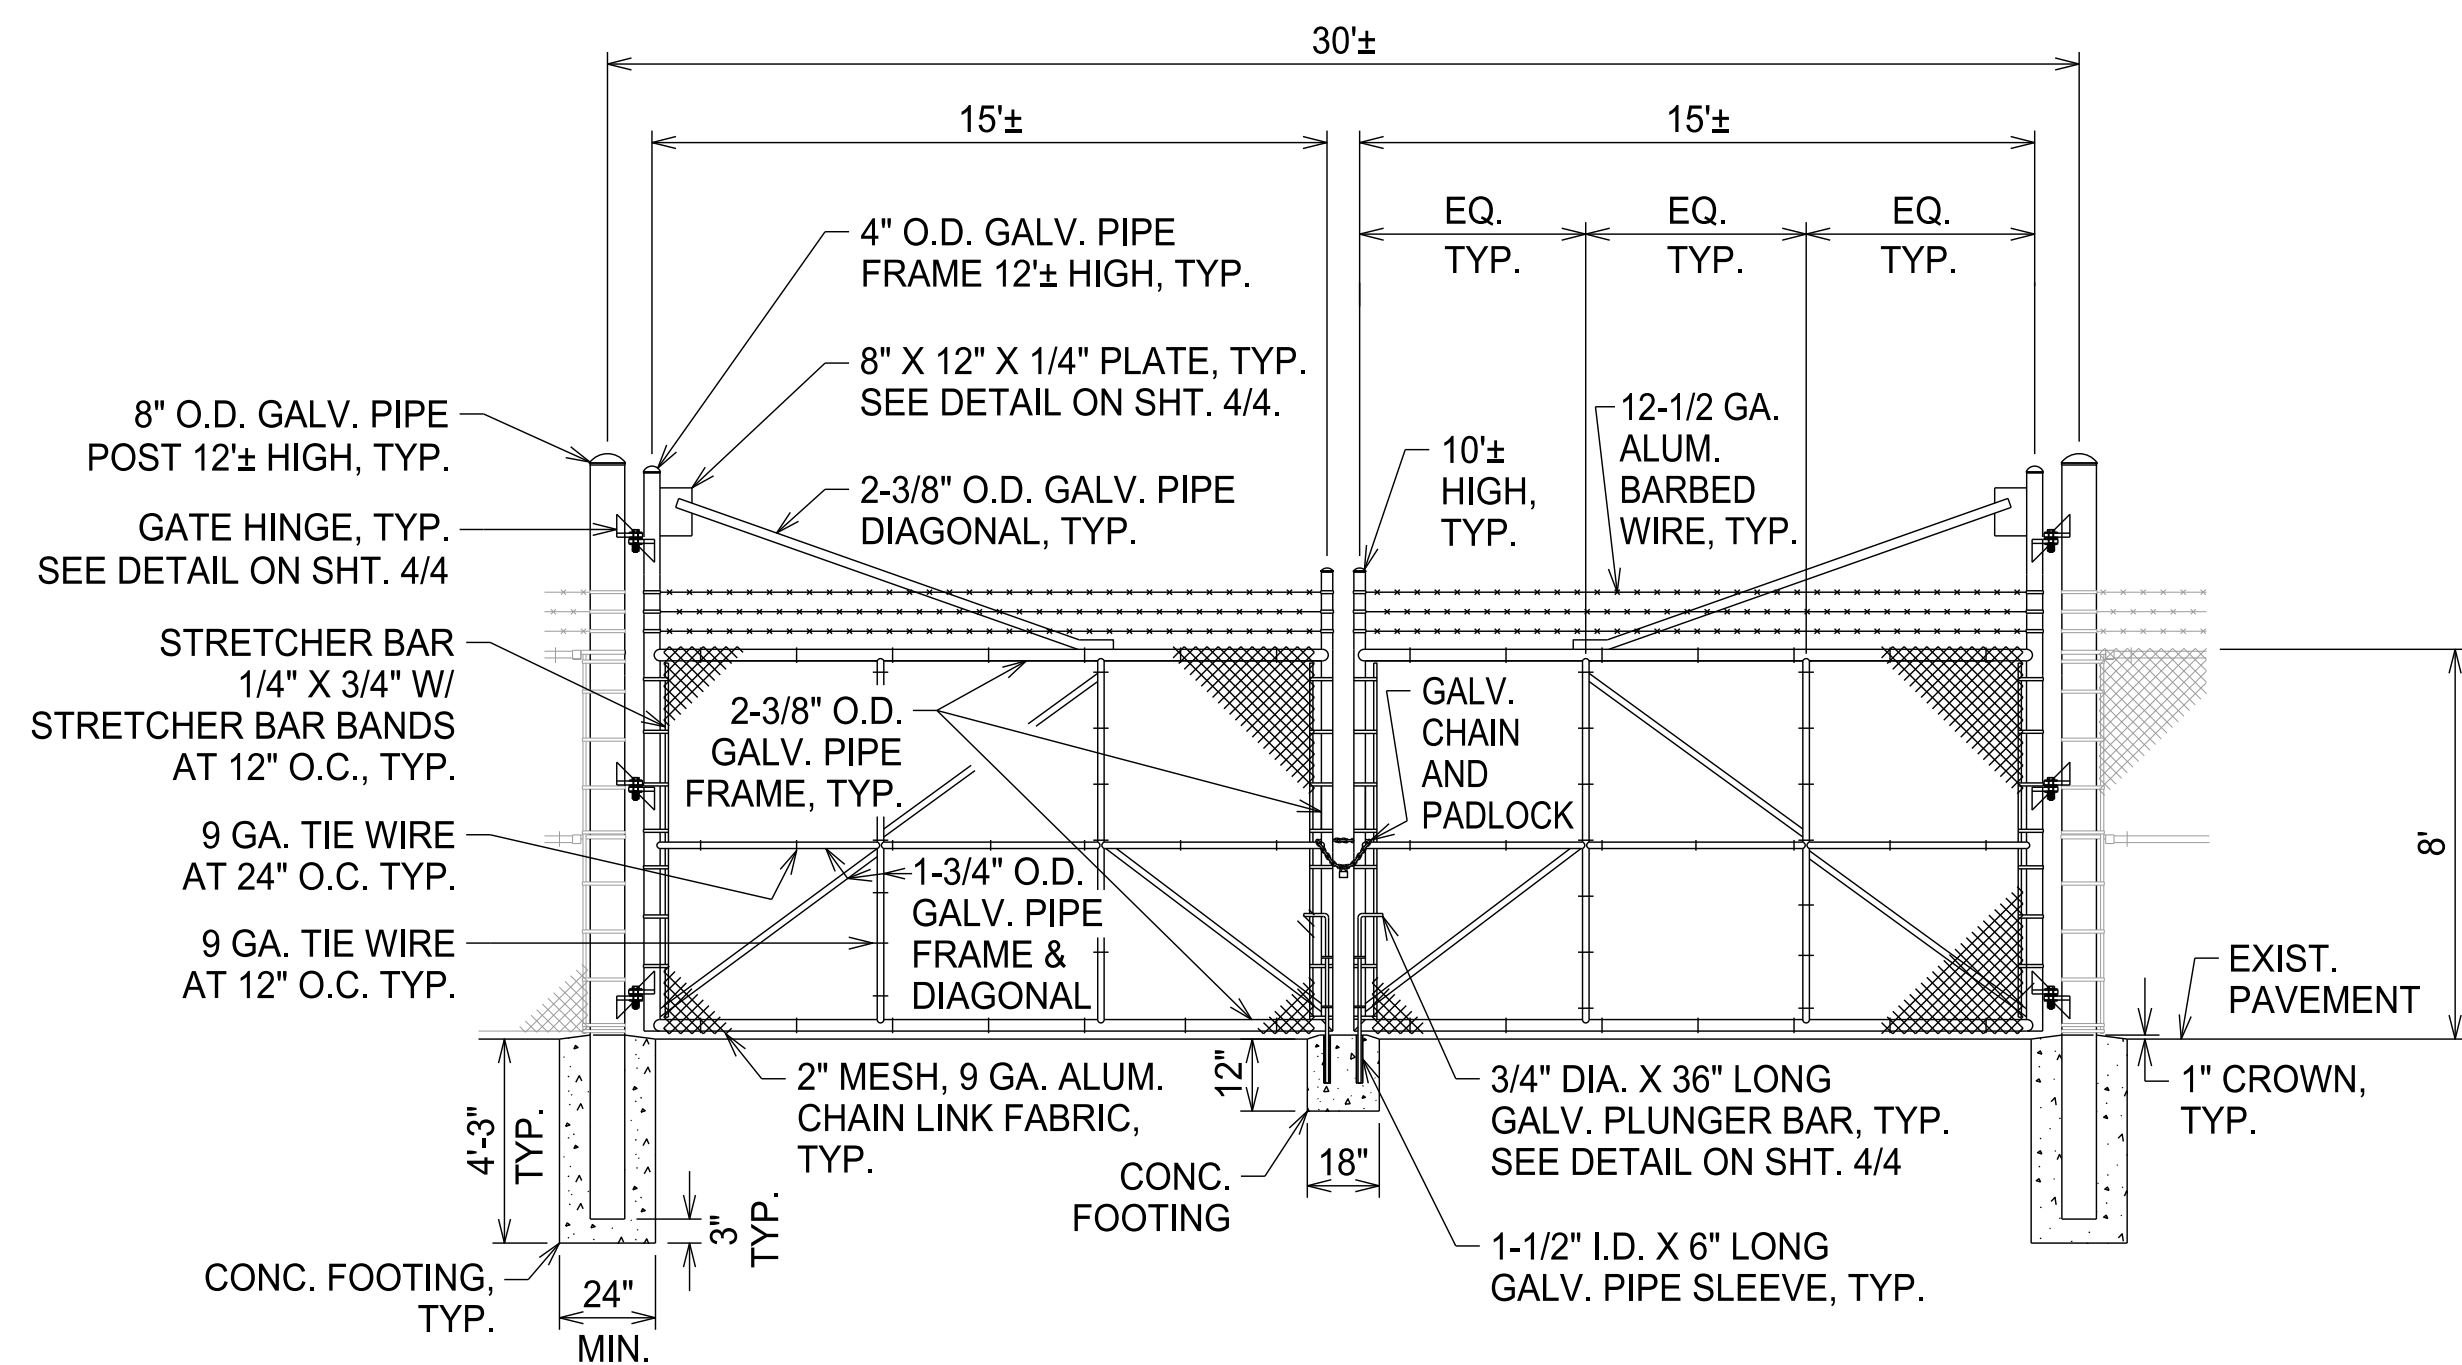 30'±
15'±
15'±
EQ.
TYP.
EQ.
TYP.
EQ.
TYP.
4" O.D. GALV. PIPE
FRAME 12'± HIGH, TYP.
8" X 12" X 1/4" PLATE, TYP.
SEE DETAIL ON SHT. 4/4.
2-3/8" O.D. GALV. PIPE
DIAGONAL, TYP.
10'±
HIGH,
TYP.
12-1/2 GA.
ALUM.
BARBED
WIRE, TYP.
8" O.D. GALV. PIPE
POST 12'± HIGH, TYP.
GATE HINGE, TYP.
SEE DETAIL ON SHT. 4/4
STRETCHER BAR
1/4" X 3/4" W/
STRETCHER BAR BANDS
AT 12" O.C., TYP.
9 GA. TIE WIRE
AT 24" O.C. TYP.
9 GA. TIE WIRE
AT 12" O.C. TYP.
2-3/8" O.D.
GALV. PIPE
FRAME, TYP.
1-3/4" O.D.
GALV. PIPE
FRAME &
DIAGONAL
GALV.
CHAIN
AND
PADLOCK
8'
EXIST.
PAVEMENT
1" CROWN,
TYP.
2" MESH, 9 GA. ALUM.
CHAIN LINK FABRIC,
TYP.
12"
18"
CONC.
FOOTING
3/4" DIA. X 36" LONG
GALV. PLUNGER BAR, TYP.
SEE DETAIL ON SHT. 4/4
1-1/2" I.D. X 6" LONG
GALV. PIPE SLEEVE, TYP.
4'-3"
TYP.
3"
TYP.
CONC. FOOTING,
TYP.
24"
MIN.